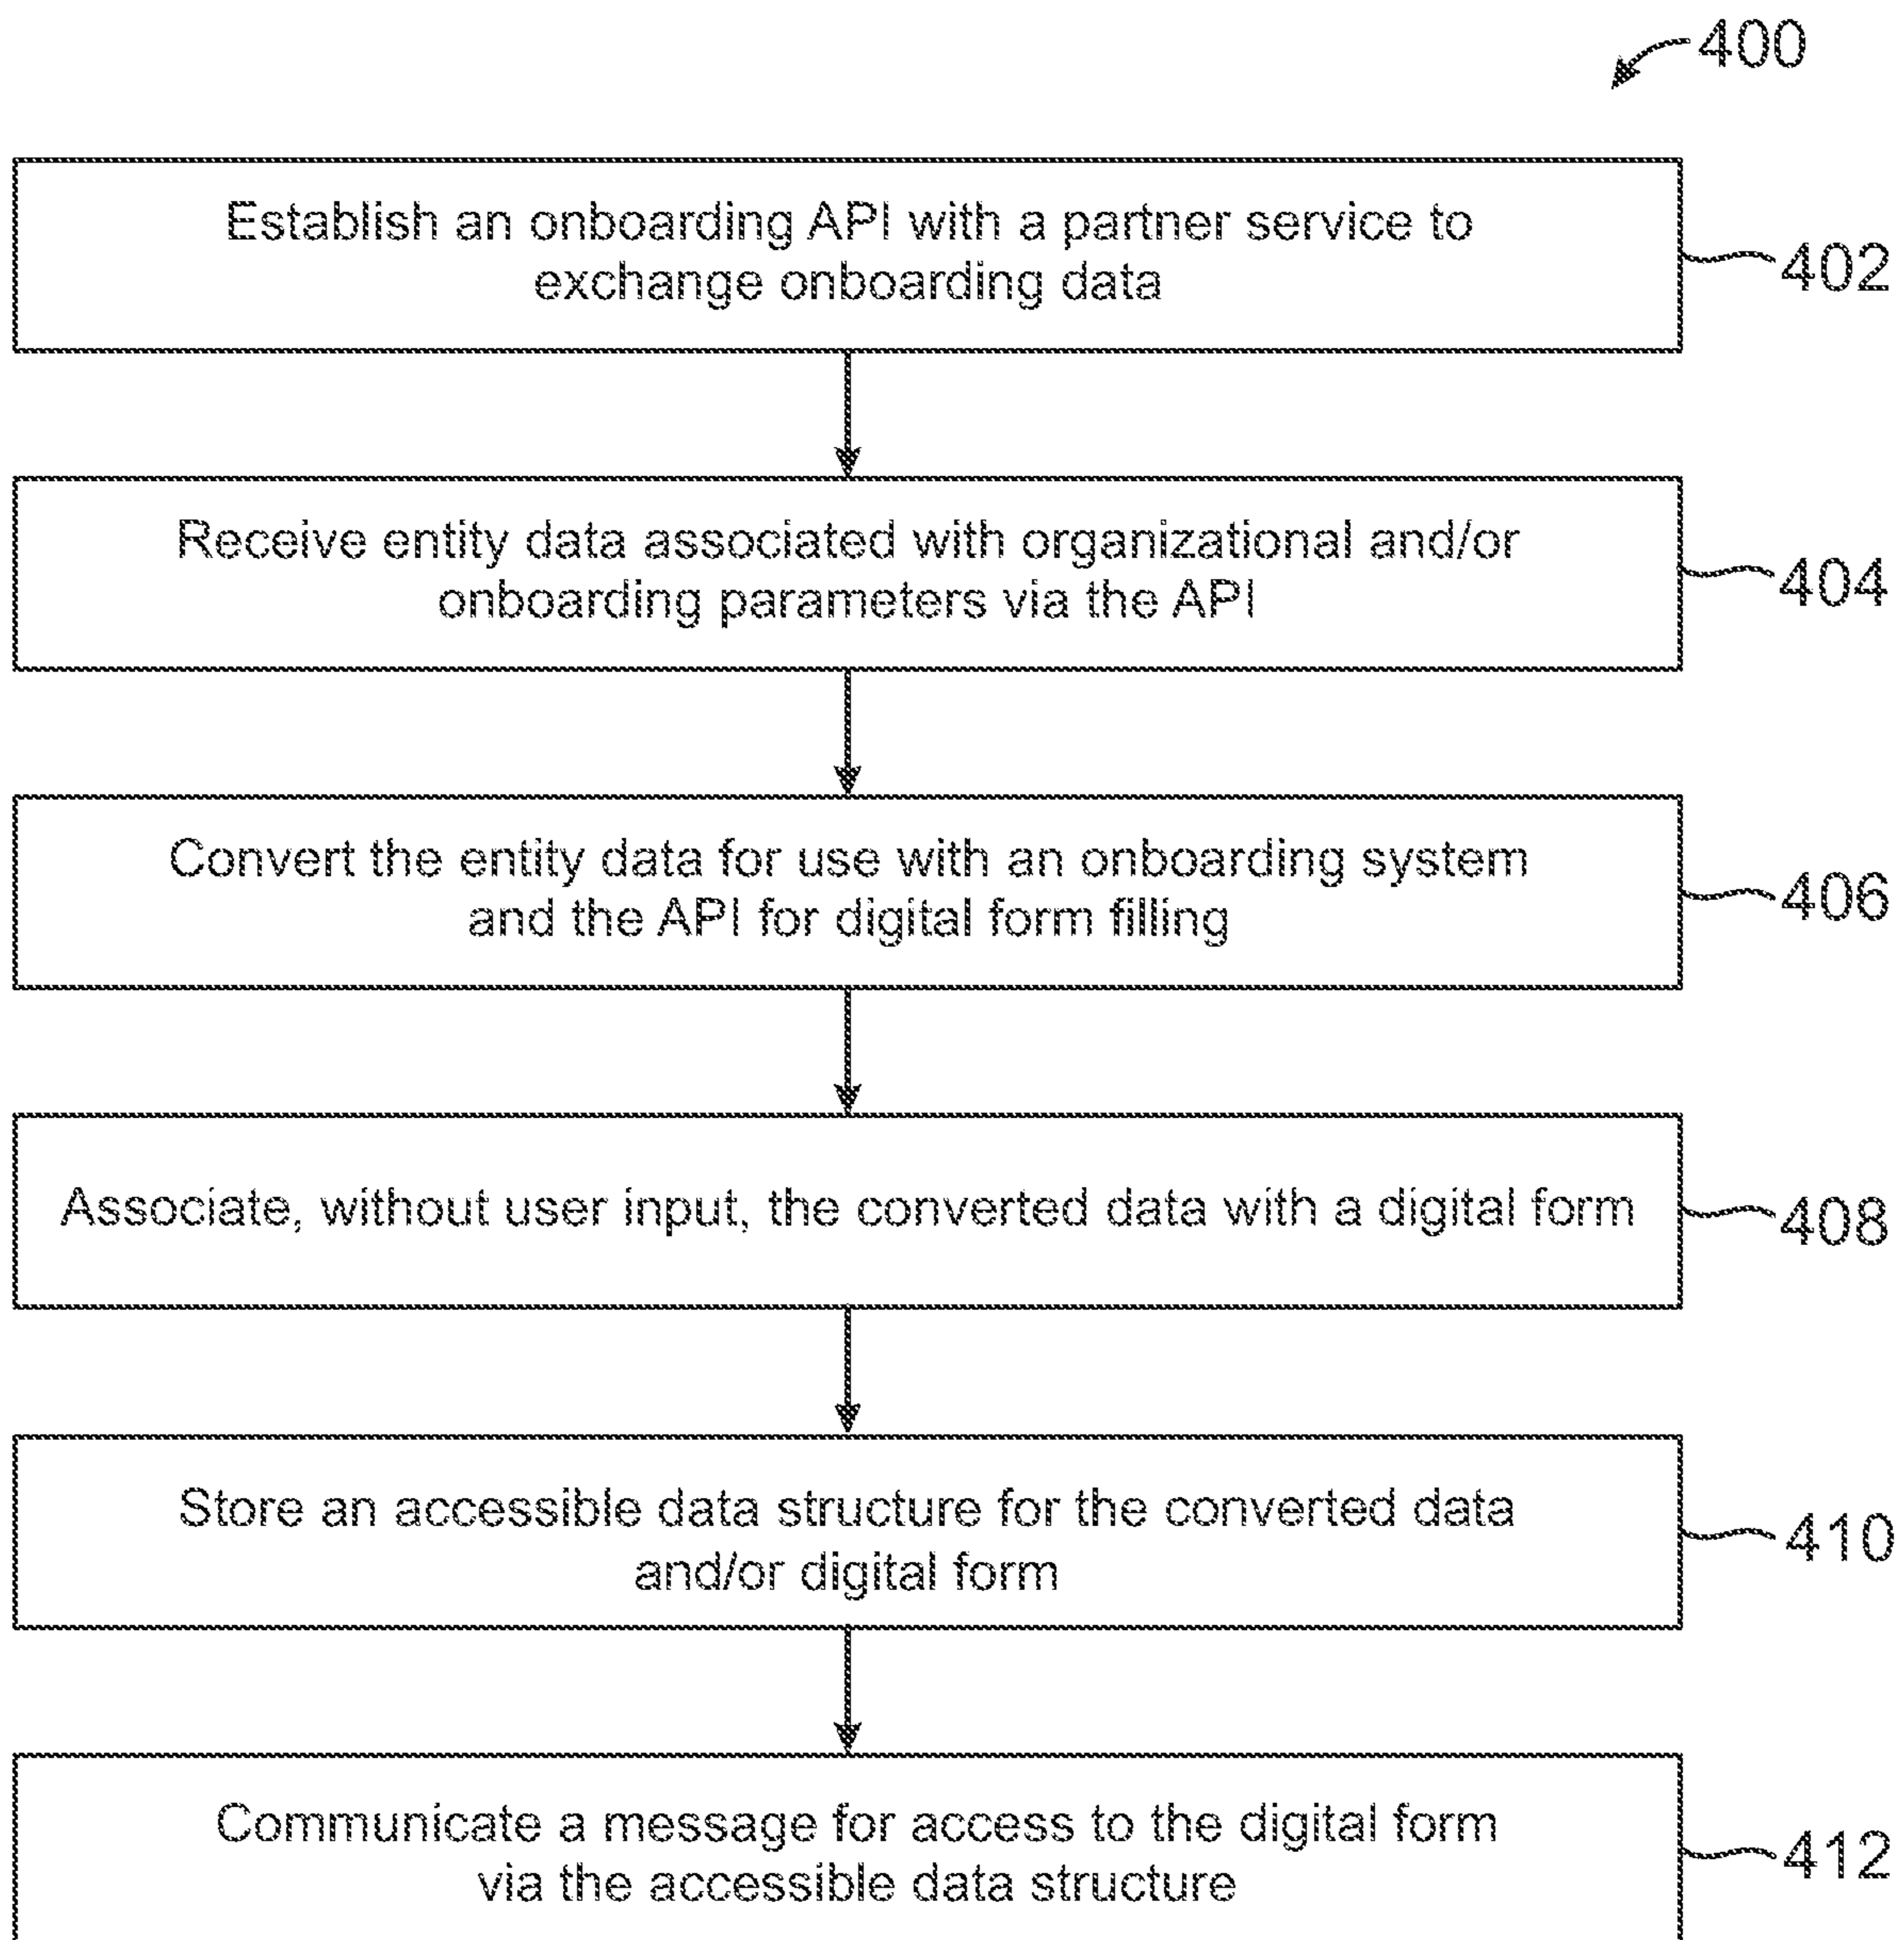 400
Establish an onboarding API with a partner service to
exchange onboarding data
402
Receive entity data associated with organizational and/or
onboarding parameters via the API
404
Convert the entity data for use with an onboarding system
and the API for digital form filling
406
Associate, without user input, the converted data with a digital form
408
Store an accessible data structure for the converted data
and/or digital form
410
Communicate a message for access to the digital form
via the accessible data structure
412